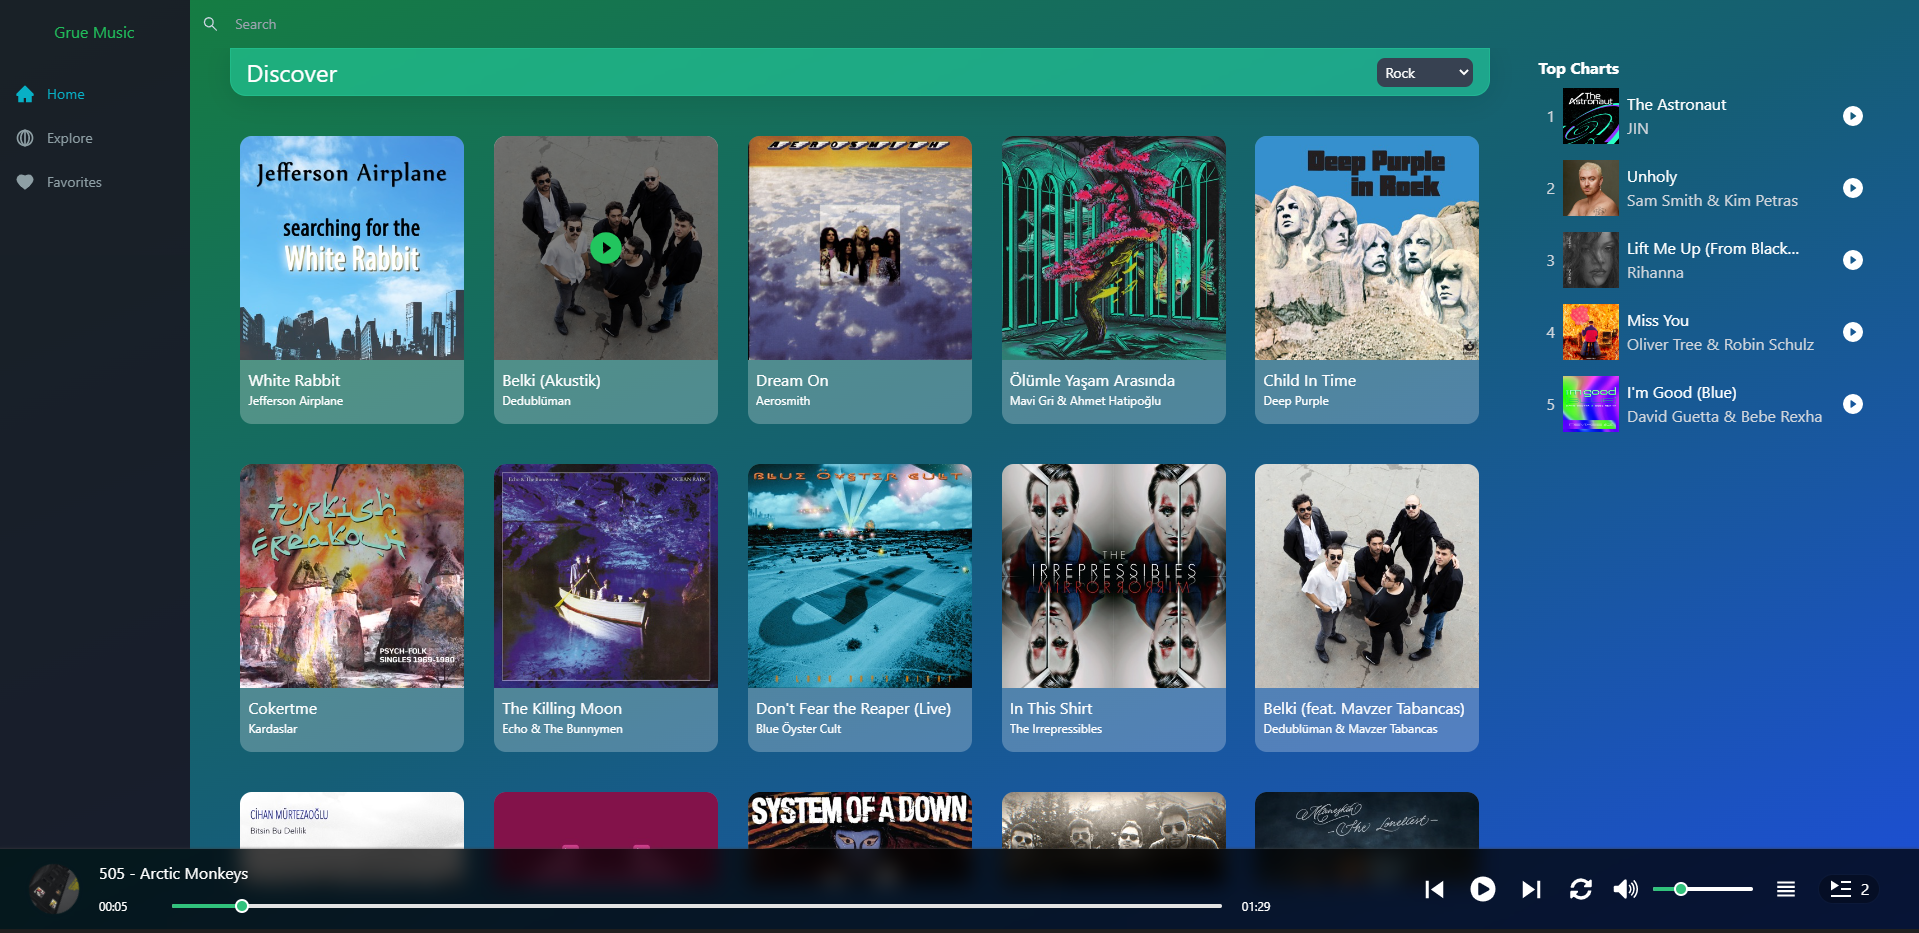 Grue Music
Home
Explore
Favorites
Search
Discover
Rock
Jefferson Airplane
searching for the
White Rabbit
White Rabbit
Jefferson Airplane
Belki (Akustik)
Dedublüman
AEROSMITH
Dream On
Aerosmith
Ölümle Yaşam Arasında
Mavi Gri & Ahmet Hatipoğlu
Deep Purple
in Rock
Child In Time
Deep Purple
TURKISH
FREAKOUT
PSYCH-FOLK
SINGLES 1969-1980
Cokertme
Kardaslar
Echo & The Bunnymen
OCEAN RAIN
The Killing Moon
Echo & The Bunnymen
BLUE ÖYSTER CULT
Don't Fear the Reaper (Live)
Blue Öyster Cult
THE
IRREPRESSIBLES
In This Shirt
The Irrepressibles
Belki (feat. Mavzer Tabancas)
Dedublüman & Mavzer Tabancas
CİHAN MÜRTEZAOĞLU
Bitsin Bu Delilik
SYSTEM OF A DOWN
Måneskin
-The Loneliest-
Top Charts
1
The Astronaut
The Astronaut
JIN
2
Unholy
Sam Smith & Kim Petras
3
Lift Me Up (From Black...
Rihanna
4
Miss You
Oliver Tree & Robin Schulz
5
i'm good
I'm Good (Blue)
David Guetta & Bebe Rexha
505 - Arctic Monkeys
00:05
01:29
2